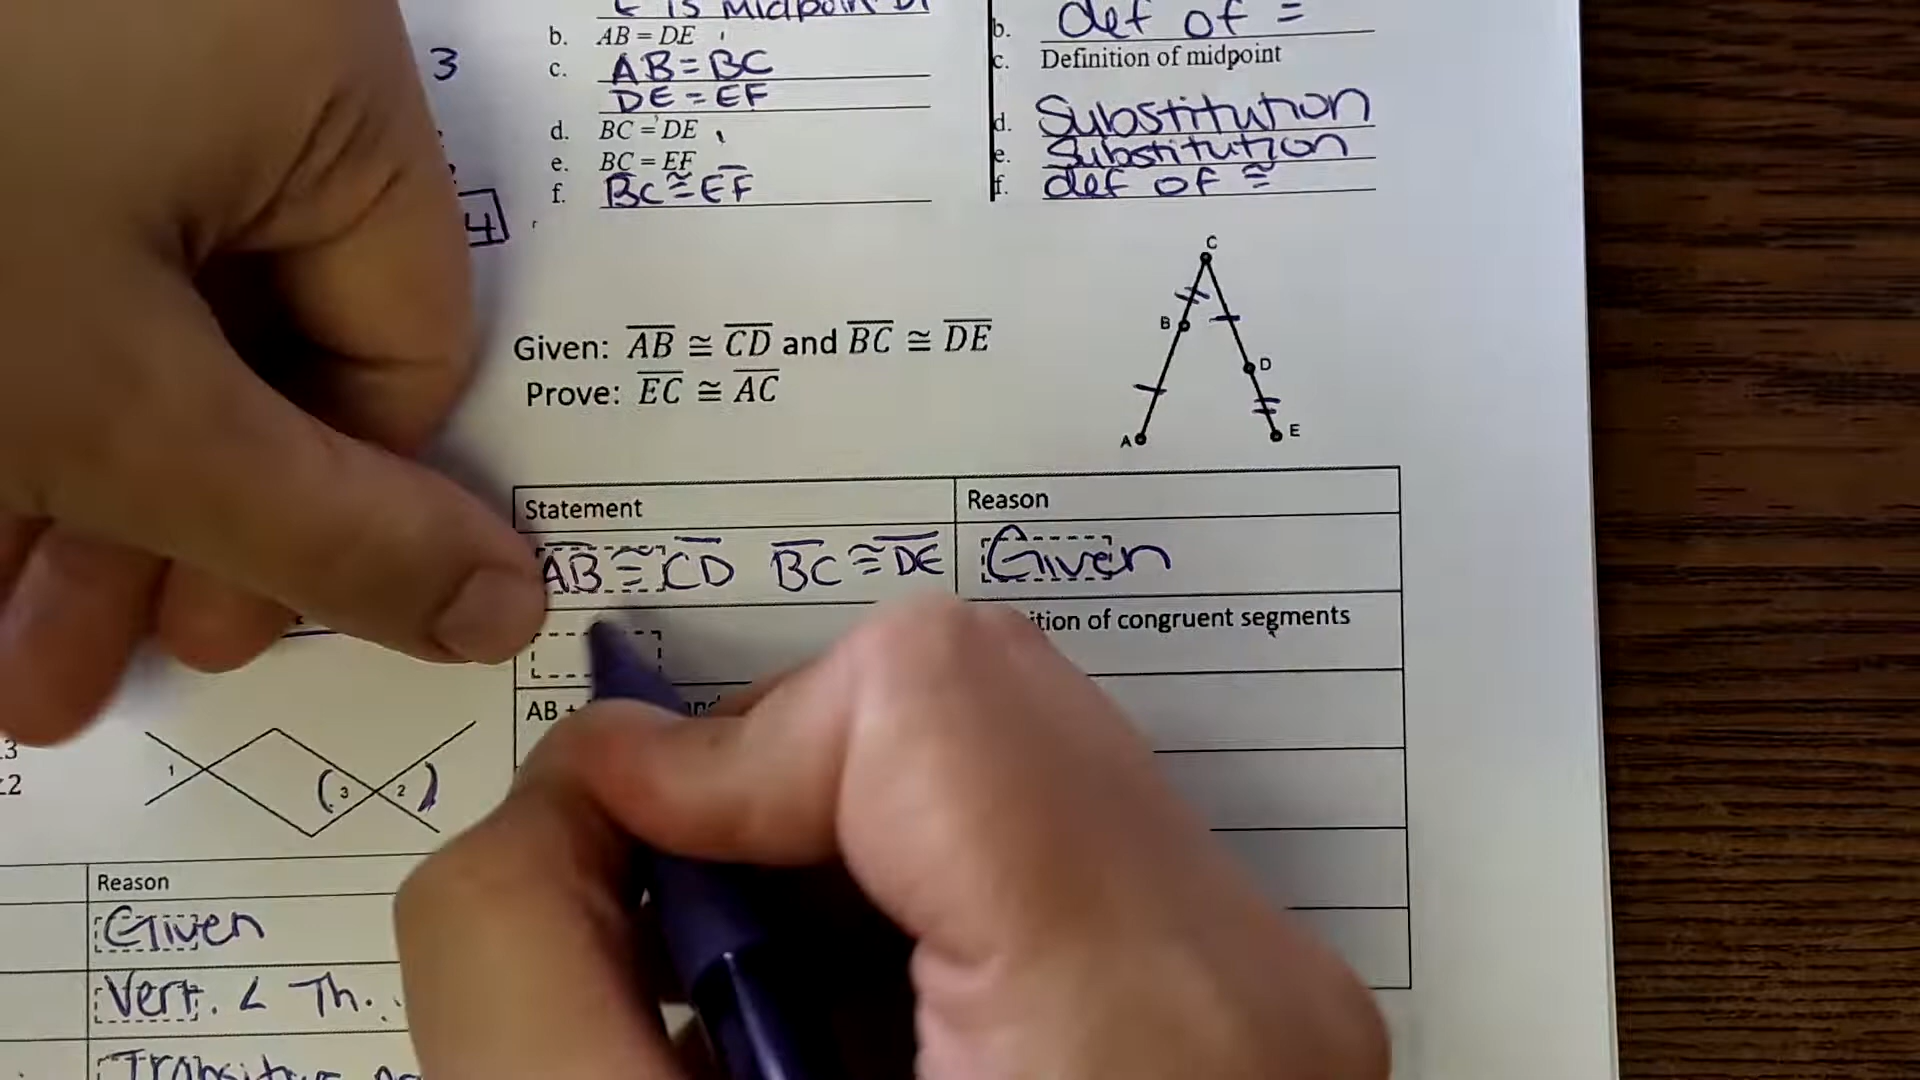 b. AB = DE
c. AB = BC
DE = EF
d. BC = DE
e. BC = EF
f. BC ≅ EF
b. def of =
c. Definition of midpoint
d. Substitution
e. Substitution
f. def of ≅
3
4
C
B
D
A
E
Given: AB ≅ CD and BC ≅ DE
Prove: EC ≅ AC
Statement Reason
AB ≅ CD BC ≅ DE Given
of congruent segments
AB +
3
2
1
(3
2)
Reason
Given
Vert. ∠ Th.